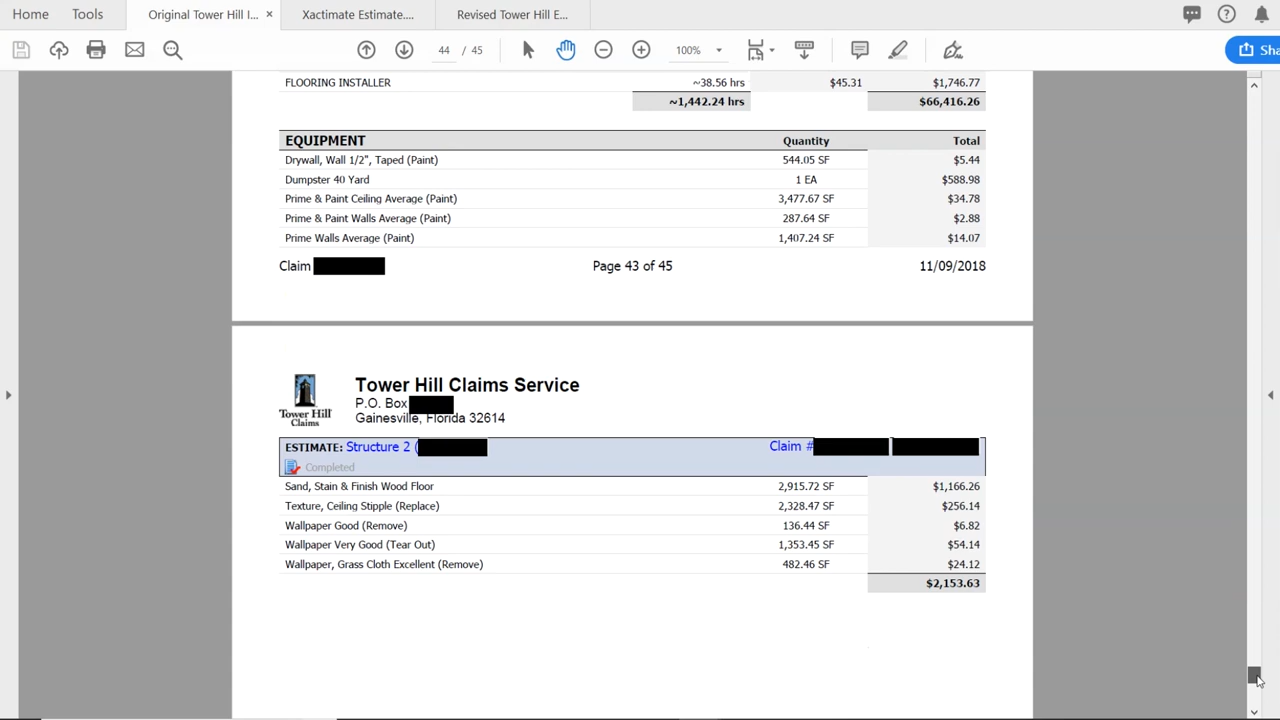 Home Tools Original Tower Hill I... × Xactimate Estimate.... Revised Tower Hill E...
44 / 45 100% Sha
FLOORING INSTALLER ~38.56 hrs $45.31 $1,746.77
~1,442.24 hrs $66,416.26
EQUIPMENT Quantity Total
Drywall, Wall 1/2", Taped (Paint) 544.05 SF $5.44
Dumpster 40 Yard 1 EA $588.98
Prime & Paint Ceiling Average (Paint) 3,477.67 SF $34.78
Prime & Paint Walls Average (Paint) 287.64 SF $2.88
Prime Walls Average (Paint) 1,407.24 SF $14.07
Claim Page 43 of 45 11/09/2018
Tower Hill Claims Service
P.O. Box
Gainesville, Florida 32614
Tower Hill
Claims
ESTIMATE: Structure 2 ( Claim #
Completed
Sand, Stain & Finish Wood Floor 2,915.72 SF $1,166.26
Texture, Ceiling Stipple (Replace) 2,328.47 SF $256.14
Wallpaper Good (Remove) 136.44 SF $6.82
Wallpaper Very Good (Tear Out) 1,353.45 SF $54.14
Wallpaper, Grass Cloth Excellent (Remove) 482.46 SF $24.12
$2,153.63